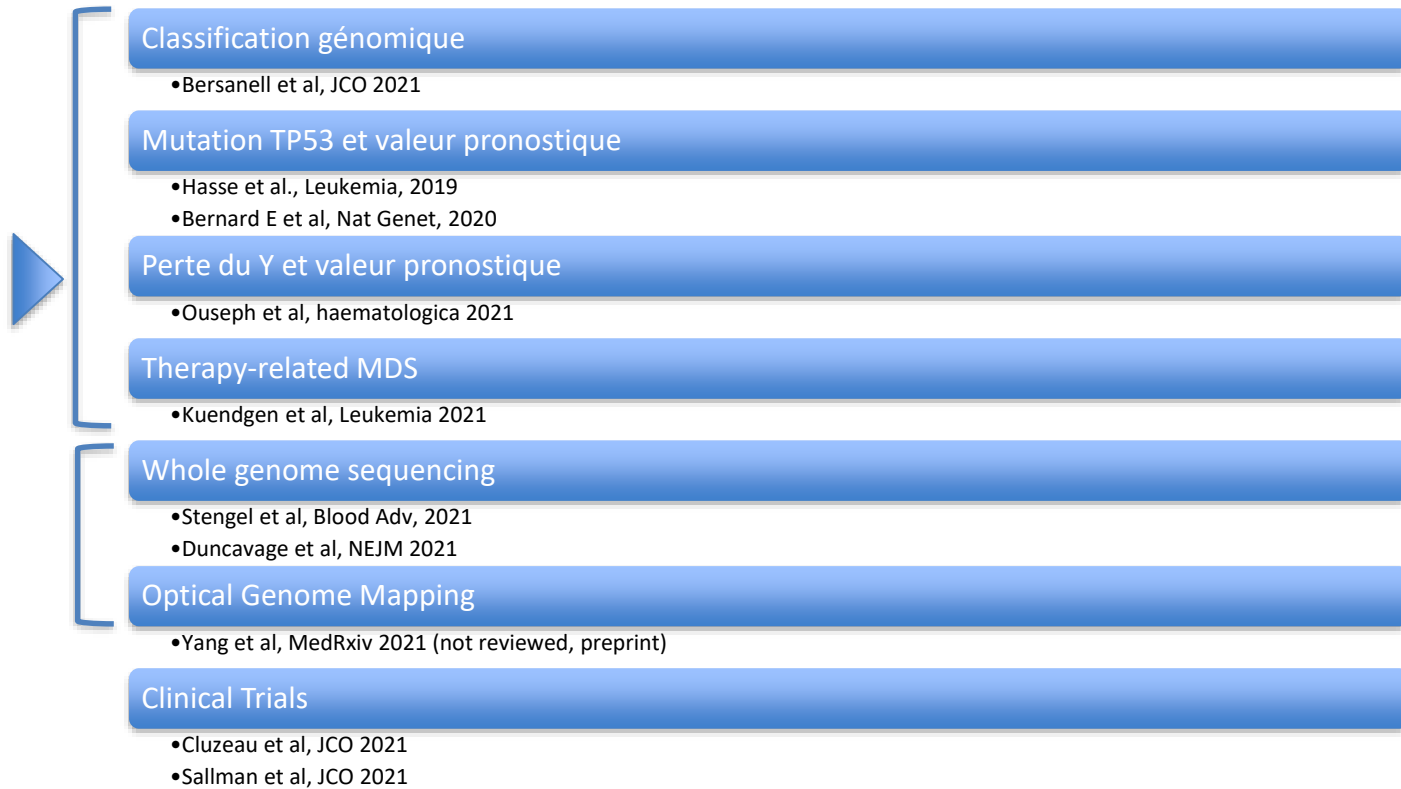 Classification génomique
•Bersanell et al, JCO 2021
Mutation TP53 et valeur pronostique
•Hasse et al., Leukemia, 2019
•Bernard E et al, Nat Genet, 2020
Perte du Y et valeur pronostique
•Ouseph et al, haematologica 2021
Therapy-related MDS
•Kuendgen et al, Leukemia 2021
Whole genome sequencing
•Stengel et al, Blood Adv, 2021
•Duncavage et al, NEJM 2021
Optical Genome Mapping
•Yang et al, MedRxiv 2021 (not reviewed, preprint)
Clinical Trials
•Cluzeau et al, JCO 2021
•Sallman et al, JCO 2021